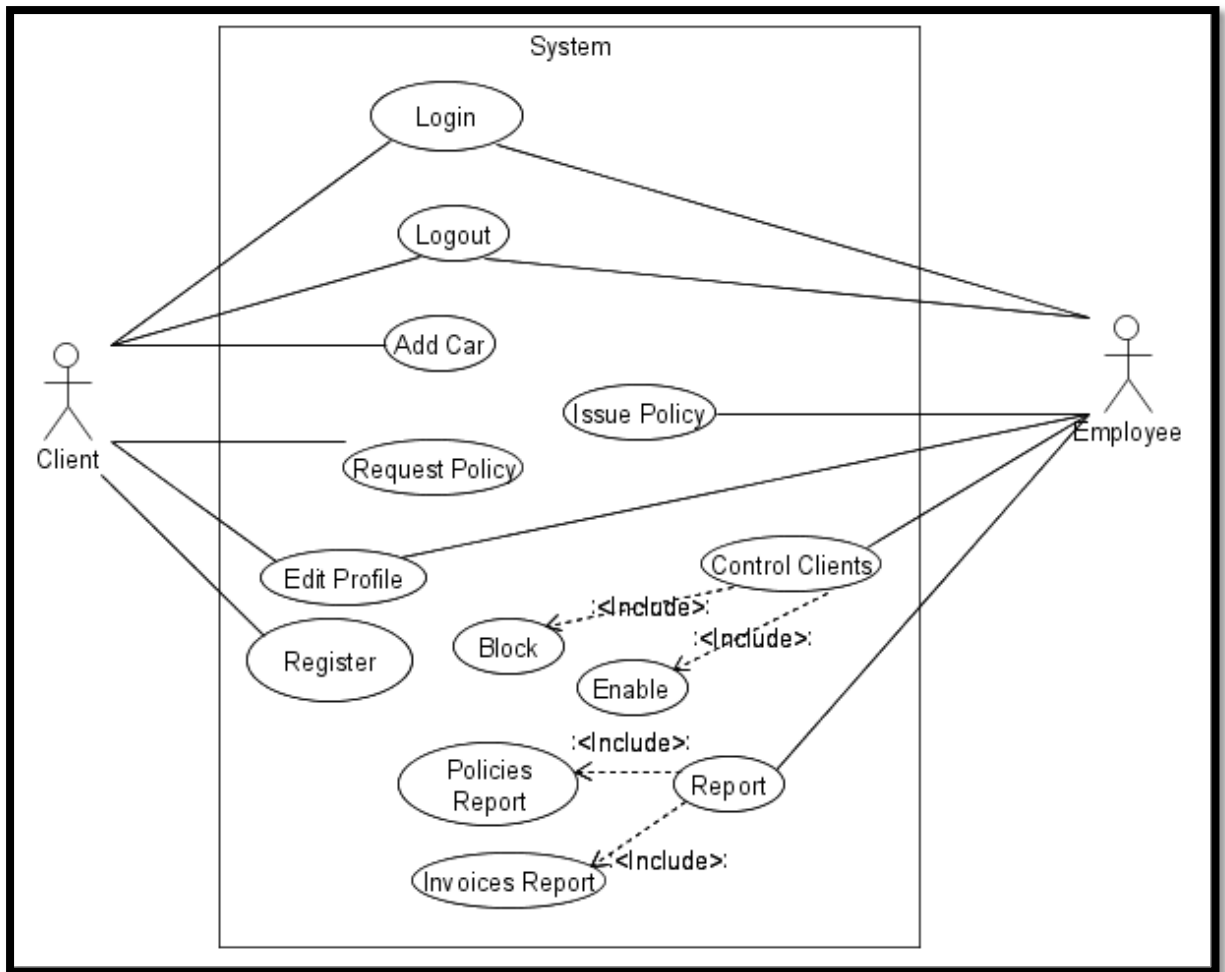 System
Login
Logout
Add Car
Issue Policy
Client
Employee
Request Policy
Edit Profile
Control Clients
:<Include>:
Block
:<Include>:
Register
Enable
:<Include>:
Policies
Report
Report
:<Include>:
Invoices Report